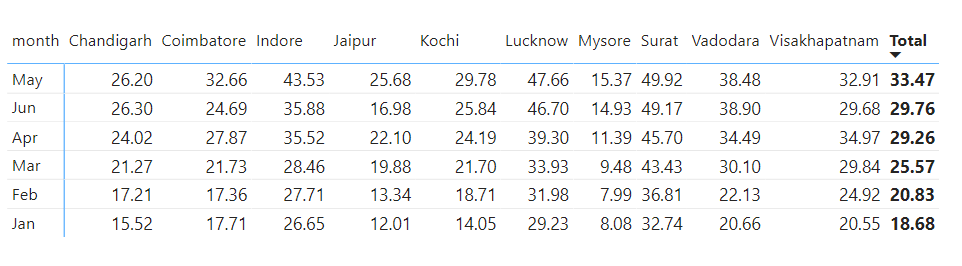 month Chandigarh Coimbatore Indore Jaipur Kochi Lucknow Mysore Surat Vadodara Visakhapatnam Total
May 26.20 32.66 43.53 25.68 29.78 47.66 15.37 49.92 38.48 32.91 33.47
Jun 26.30 24.69 35.88 16.98 25.84 46.70 14.93 49.17 38.90 29.68 29.76
Apr 24.02 27.87 35.52 22.10 24.19 39.30 11.39 45.70 34.49 34.97 29.26
Mar 21.27 21.73 28.46 19.88 21.70 33.93 9.48 43.43 30.10 29.84 25.57
Feb 17.21 17.36 27.71 13.34 18.71 31.98 7.99 36.81 22.13 24.92 20.83
Jan 15.52 17.71 26.65 12.01 14.05 29.23 8.08 32.74 20.66 20.55 18.68